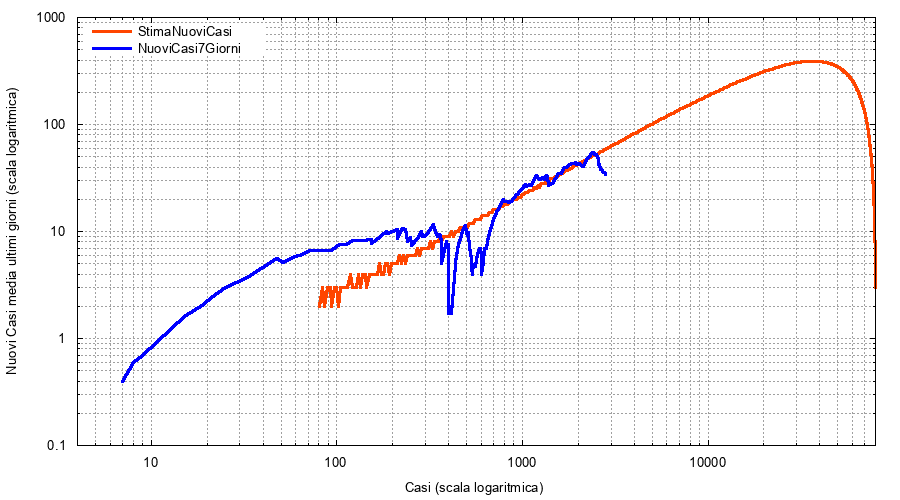 1000
100
10
1
0.1
StimaNuoviCasi
NuoviCasi7Giorni
Nuovi Casi media ultimi giorni (scala logaritmica)
10 100 1000 10000
Casi (scala logaritmica)